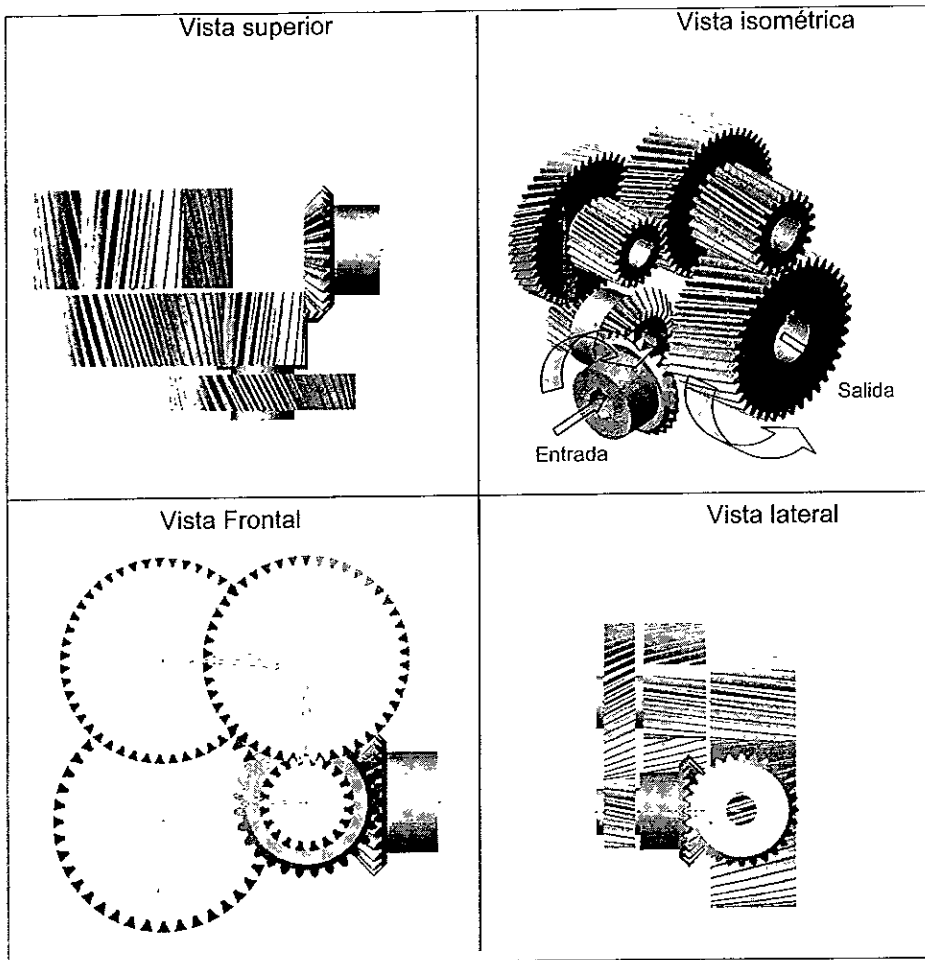 Vista superior
Vista isométrica
Salida
Entrada
Vista Frontal
Vista lateral